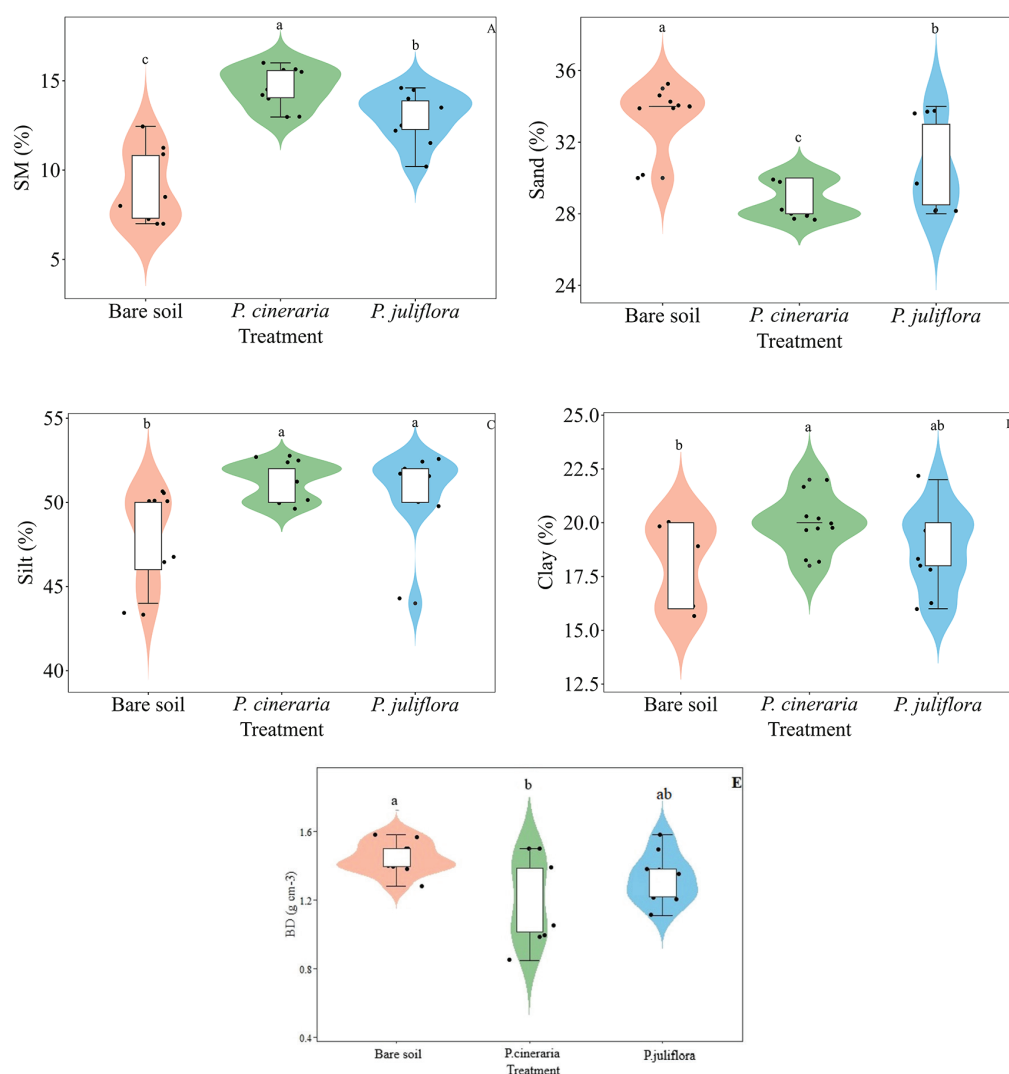 A
a
b
c
15
10
5
SM (%)
Bare soil P. cineraria P. juliflora
Treatment
a
b
c
36
32
28
24
Sand (%)
Bare soil P. cineraria P. juliflora
Treatment
C
b
a
a
55
50
45
40
Silt (%)
Bare soil P. cineraria P. juliflora
Treatment
b
a
ab
25.0
22.5
20.0
17.5
15.0
12.5
Clay (%)
Bare soil P. cineraria P. juliflora
Treatment
E
a
b
ab
1.6
1.2
0.8
0.4
BD (g cm-3)
Bare soil P.cineraria P.juliflora
Treatment